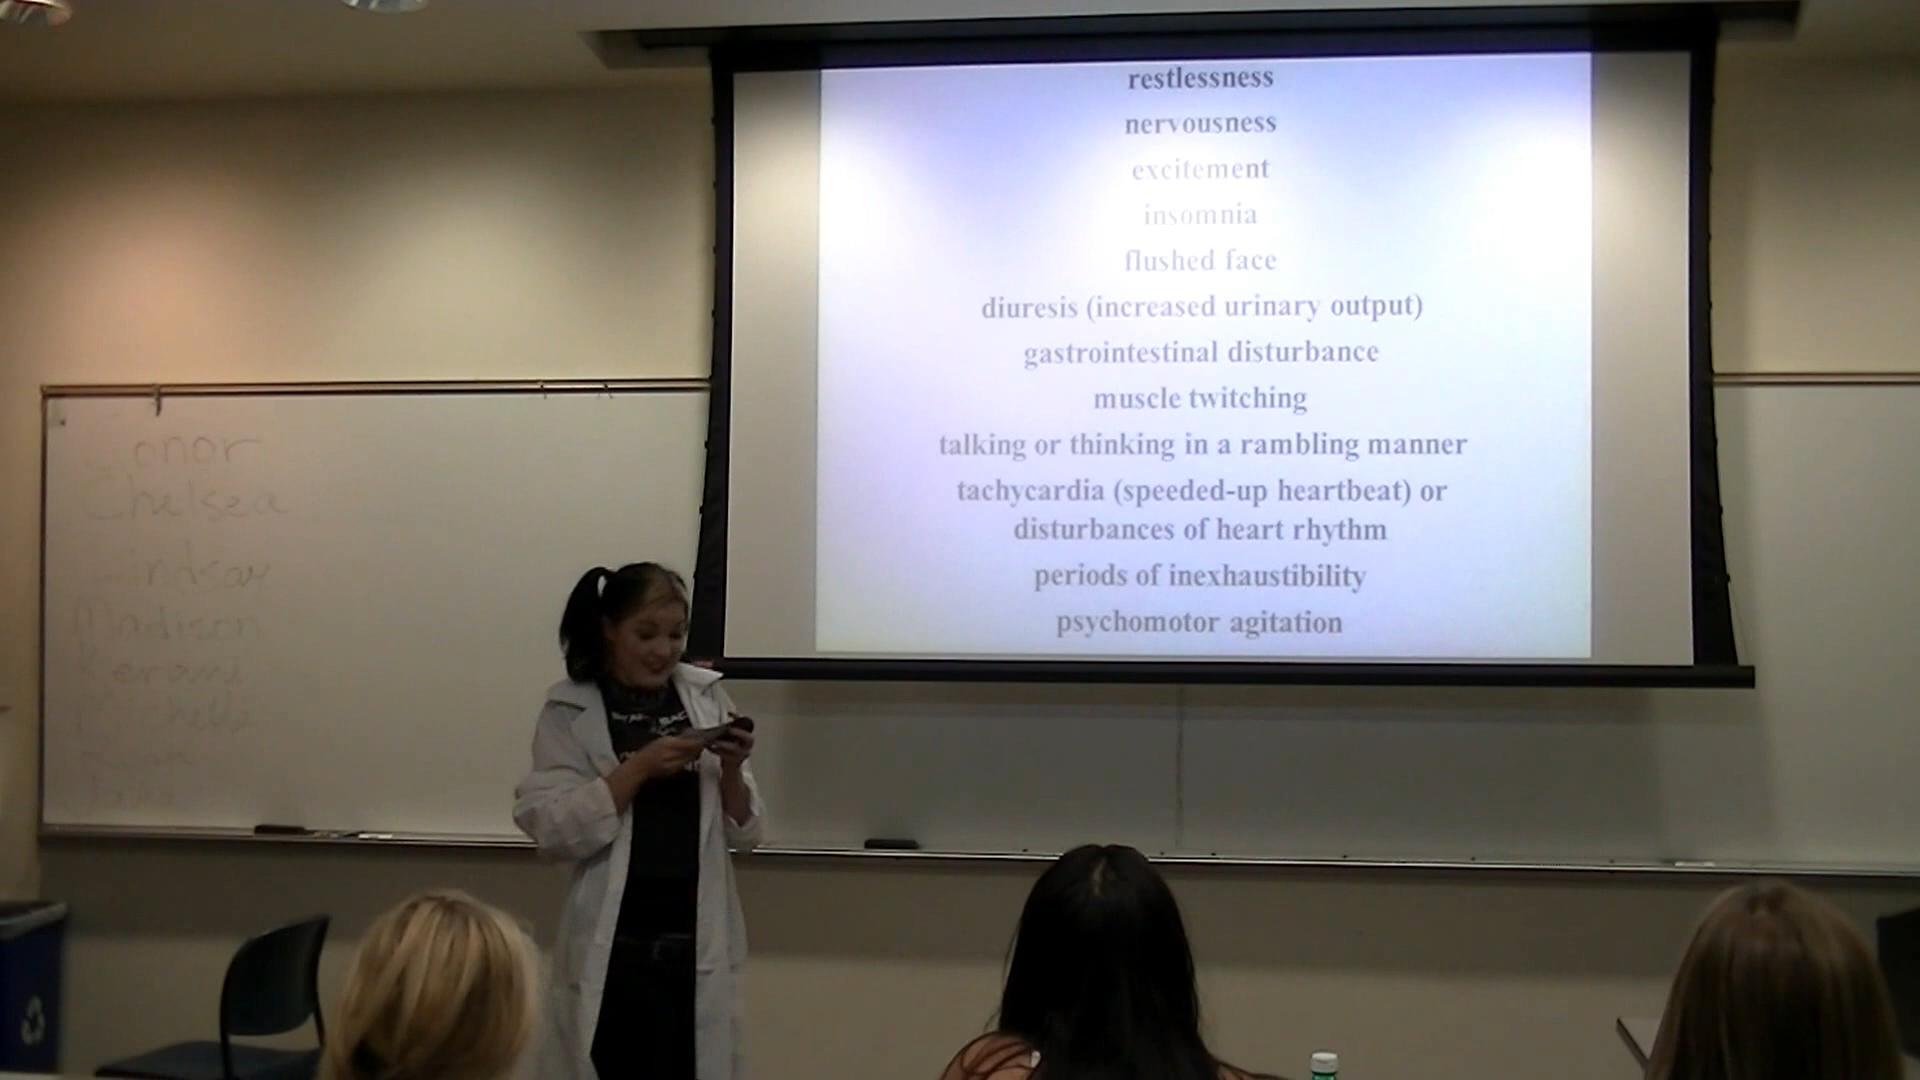 restlessness
nervousness
excitement
insomnia
flushed face
diuresis (increased urinary output)
gastrointestinal disturbance
muscle twitching
talking or thinking in a rambling manner
tachycardia (speeded-up heartbeat) or
disturbances of heart rhythm
periods of inexhaustibility
psychomotor agitation
Chelsea
Madison
Michelle